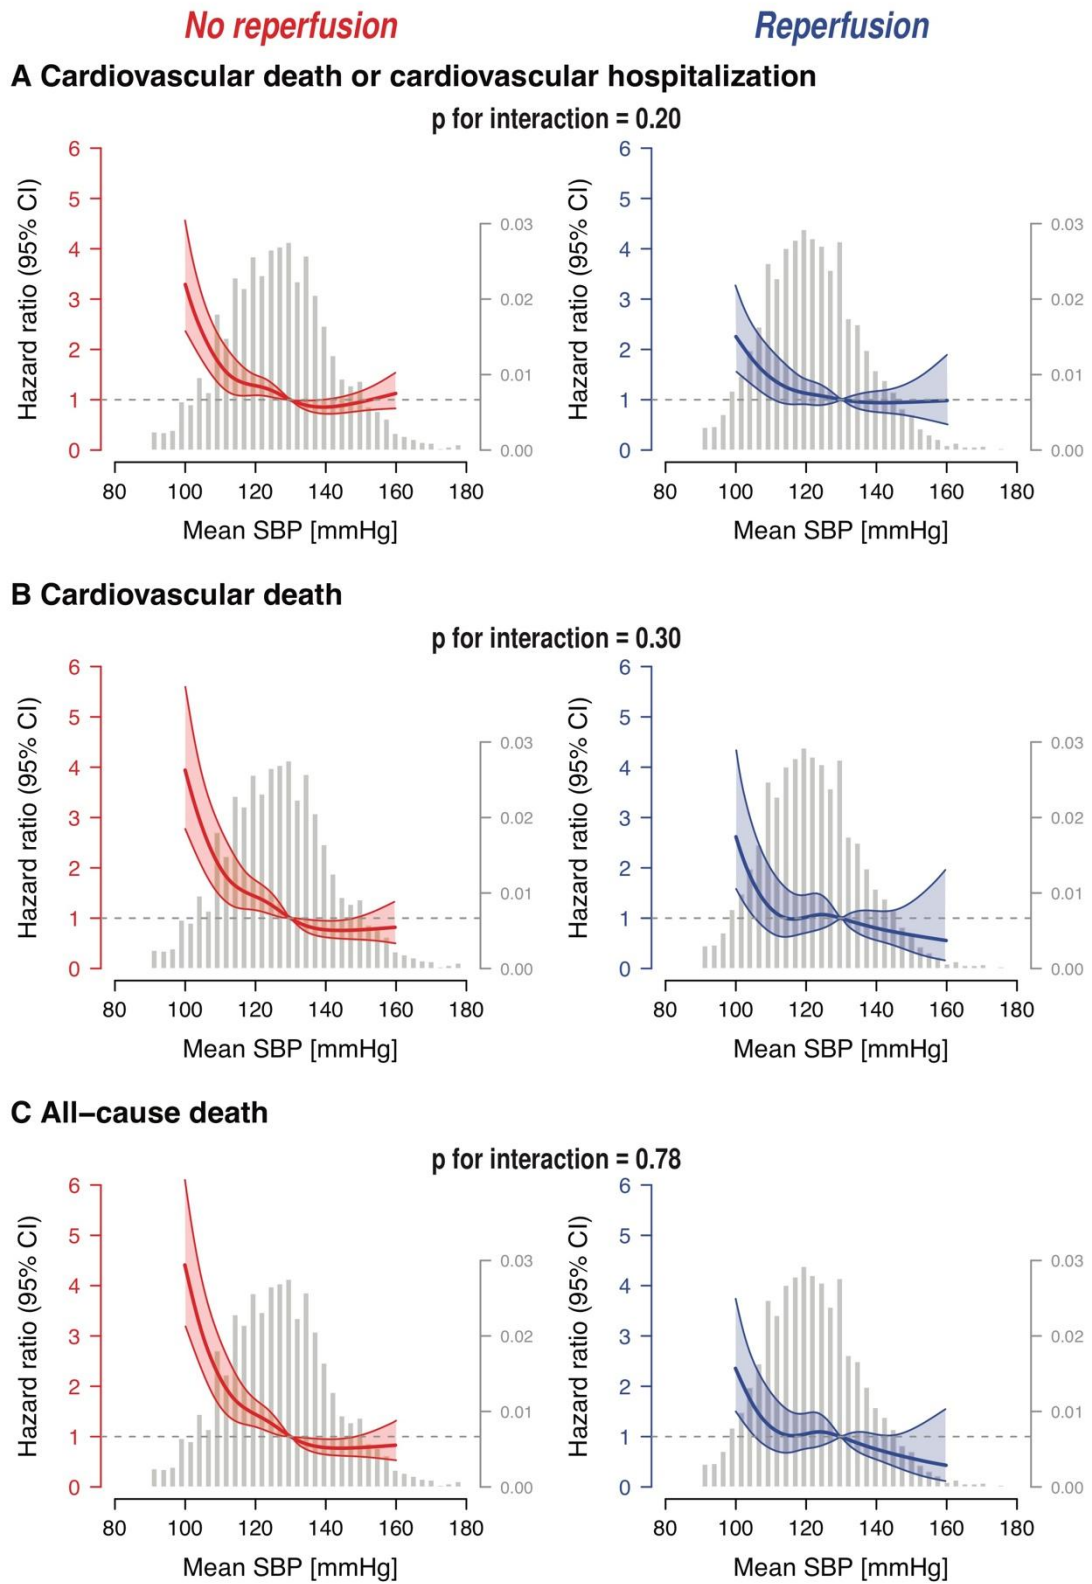 No reperfusion
Reperfusion
A Cardiovascular death or cardiovascular hospitalization
p for interaction = 0.20
Hazard ratio (95% CI)
6
5
4
3
2
1
0
0.03
0.02
0.01
0.00
80 100 120 140 160 180
Mean SBP [mmHg]
Hazard ratio (95% CI)
6
5
4
3
2
1
0
0.03
0.02
0.01
0.00
80 100 120 140 160 180
Mean SBP [mmHg]
B Cardiovascular death
p for interaction = 0.30
Hazard ratio (95% CI)
6
5
4
3
2
1
0
0.03
0.02
0.01
0.00
80 100 120 140 160 180
Mean SBP [mmHg]
Hazard ratio (95% CI)
6
5
4
3
2
1
0
0.03
0.02
0.01
0.00
80 100 120 140 160 180
Mean SBP [mmHg]
C All–cause death
p for interaction = 0.78
Hazard ratio (95% CI)
6
5
4
3
2
1
0
0.03
0.02
0.01
0.00
80 100 120 140 160 180
Mean SBP [mmHg]
Hazard ratio (95% CI)
6
5
4
3
2
1
0
0.03
0.02
0.01
0.00
80 100 120 140 160 180
Mean SBP [mmHg]